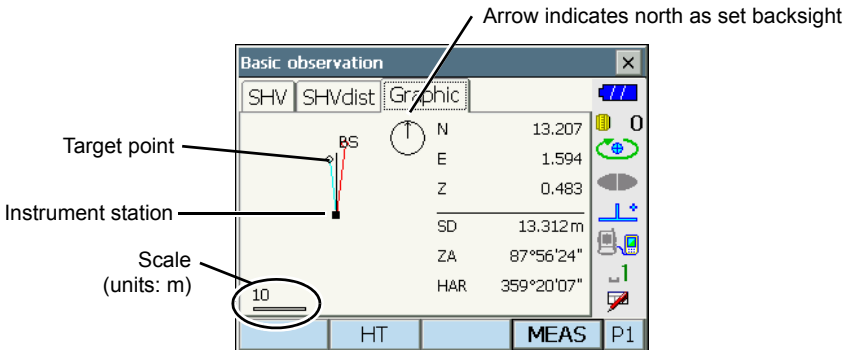 Arrow indicates north as set backsight
Basic observation
SHV SHVdist Graphic
Target point
BS
N 13.207
E 1.594
Z 0.483
0
Instrument station
SD 13.312m
ZA 87°56'24"
HAR 359°20'07"
Scale
(units: m)
10
1
HT MEAS P1